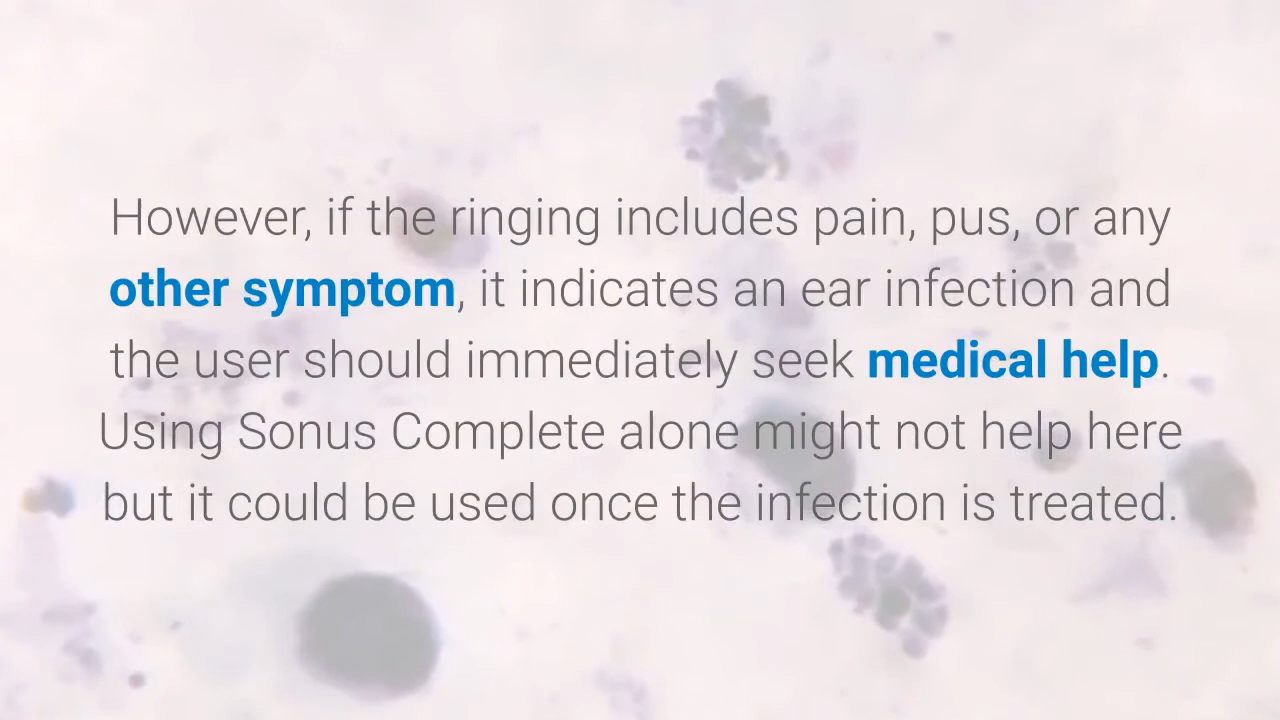 However, if the ringing includes pain, pus, or any
other symptom, it indicates an ear infection and
the user should immediately seek medical help.
Using Sonus Complete alone might not help here
but it could be used once the infection is treated.